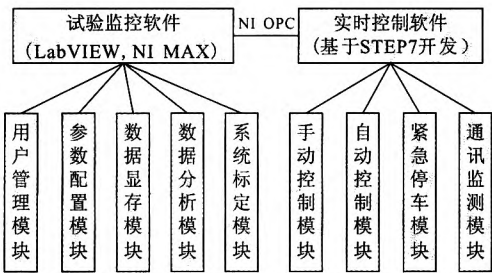 试验监控软件
(LabVIEW, NI MAX)
NI OPC
实时控制软件
(基于STEP7开发)
用户管理模块
参数配置模块
数据显存模块
数据分析模块
系统标定模块
手动控制模块
自动控制模块
紧急停车模块
通讯监测模块